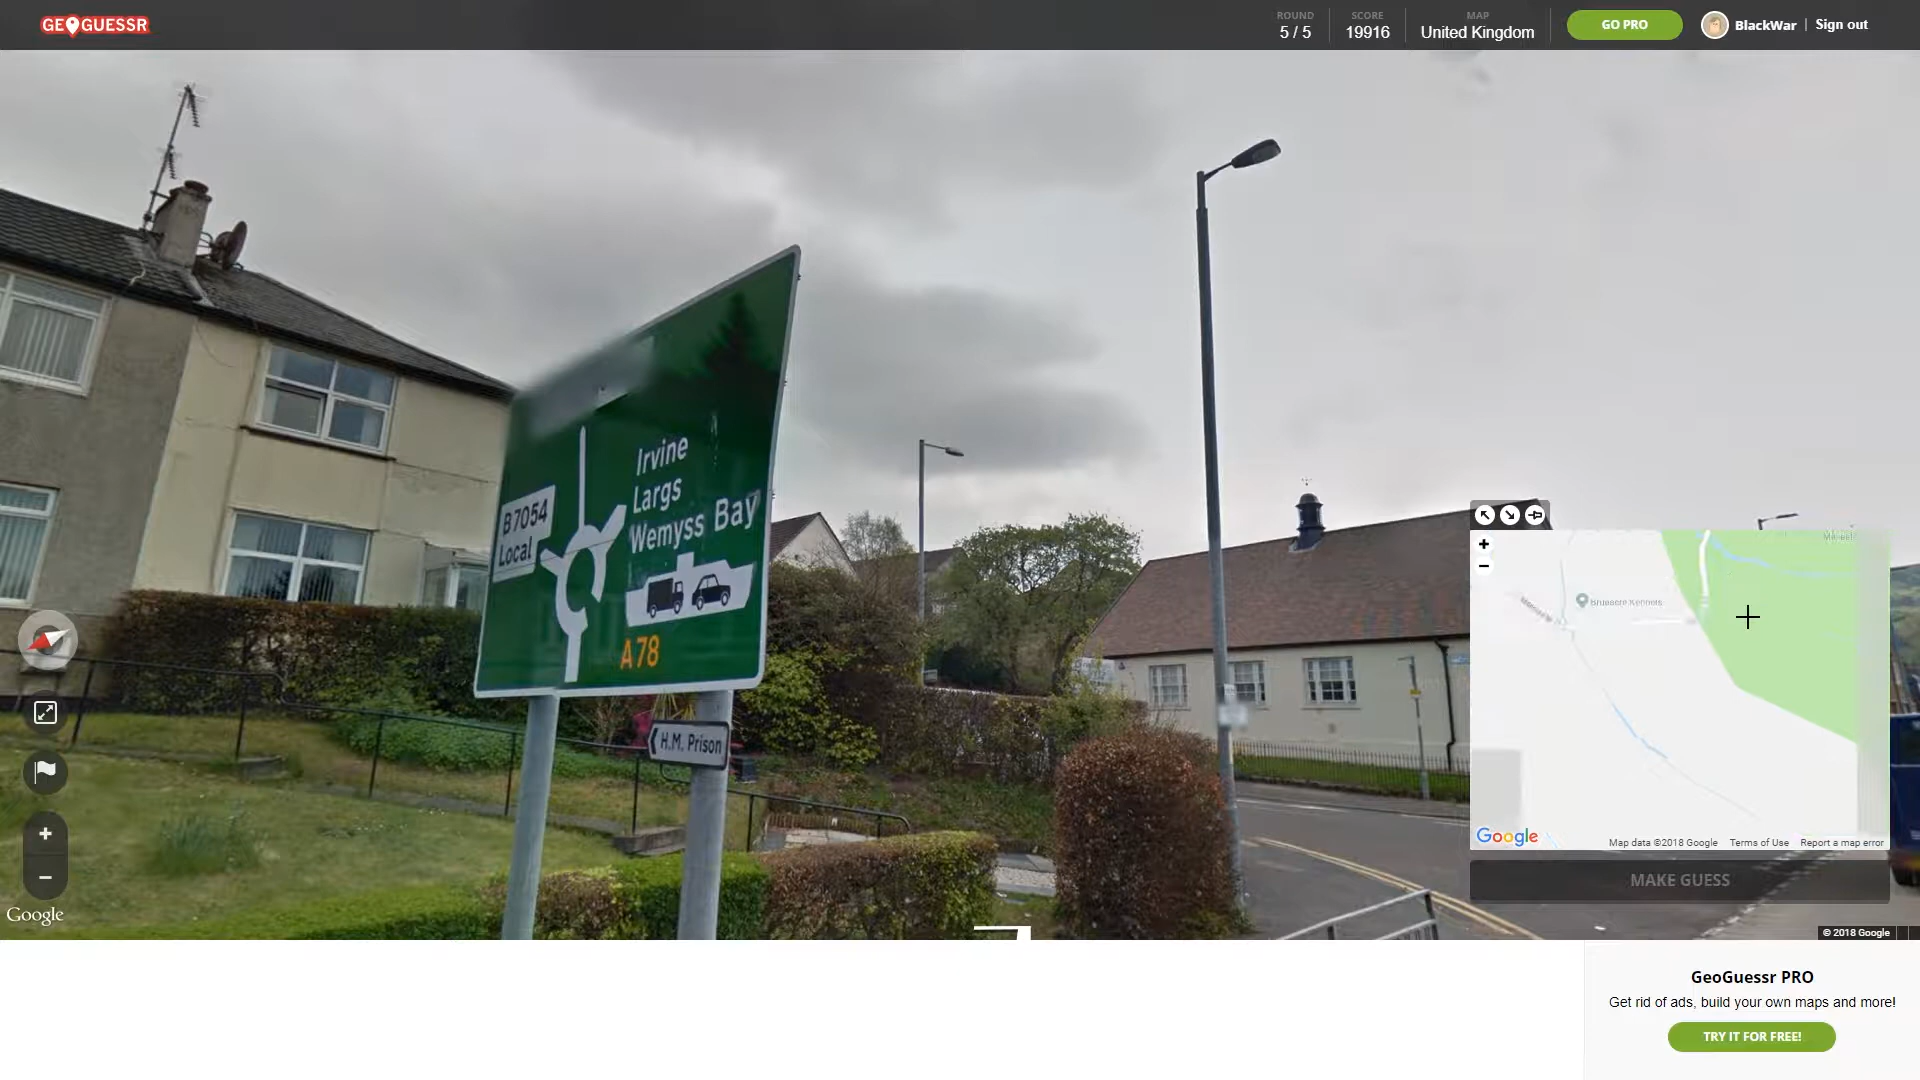 GEOGUESSR
ROUND
5 / 5
SCORE
19916
MAP
United Kingdom
GO PRO
BlackWar
Sign out
Irvine
Largs
Wemyss Bay
B7054
Local
A78
H.M. Prison
+
−
Google
+
−
Google
Map data ©2018 Google
Terms of Use
Report a map error
MAKE GUESS
© 2018 Google
GeoGuessr PRO
Get rid of ads, build your own maps and more!
TRY IT FOR FREE!